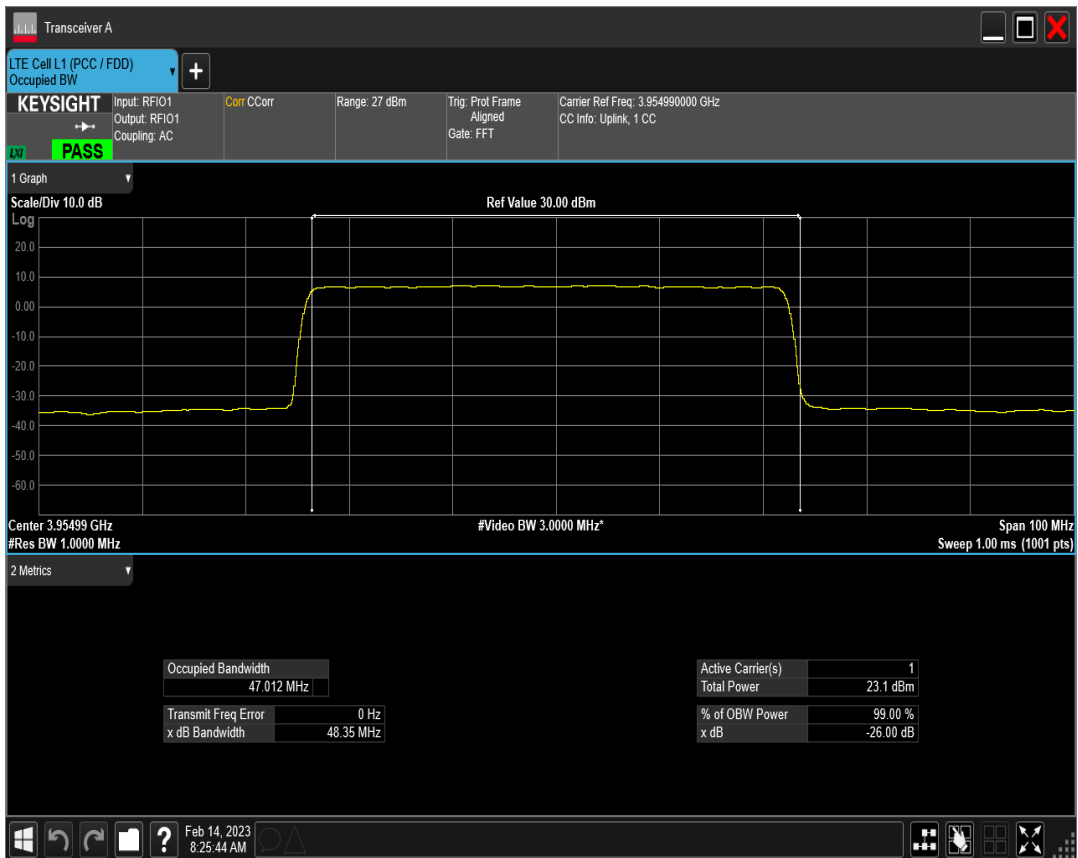 Transceiver A
LTE Cell L1 (PCC / FDD)
Occupied BW
+
KEYSIGHT
LXI
PASS
Input: RFIO1
Output: RFIO1
Coupling: AC
Corr CCorr
Range: 27 dBm
Trig: Prot Frame
Aligned
Gate: FFT
Carrier Ref Freq: 3.954990000 GHz
CC Info: Uplink, 1 CC
1 Graph
Scale/Div 10.0 dB
Ref Value 30.00 dBm
Log
20.0
10.0
0.00
-10.0
-20.0
-30.0
-40.0
-50.0
-60.0
Center 3.95499 GHz
#Video BW 3.0000 MHz*
Span 100 MHz
#Res BW 1.0000 MHz
Sweep 1.00 ms (1001 pts)
2 Metrics
Occupied Bandwidth
47.012 MHz
Transmit Freq Error 0 Hz
x dB Bandwidth 48.35 MHz
Active Carrier(s) 1
Total Power 23.1 dBm
% of OBW Power 99.00 %
x dB -26.00 dB
?
Feb 14, 2023
8:25:44 AM